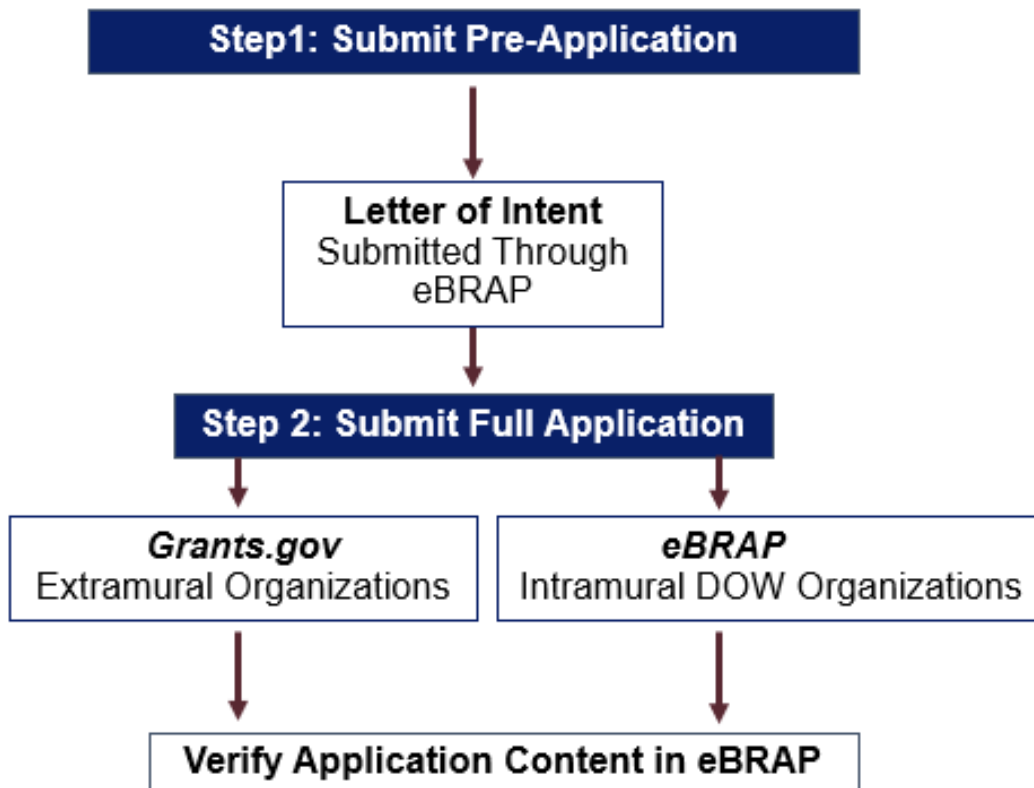 Step1: Submit Pre-Application
Letter of Intent
Submitted Through
eBRAP
Step 2: Submit Full Application
Grants.gov
Extramural Organizations
eBRAP
Intramural DOW Organizations
Verify Application Content in eBRAP